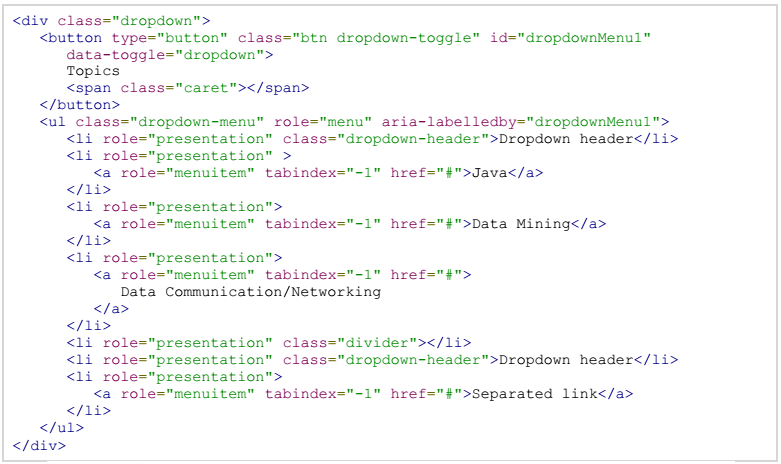 <div class="dropdown">
   <button type="button" class="btn dropdown-toggle" id="dropdownMenu1"
      data-toggle="dropdown">
      Topics
      <span class="caret"></span>
   </button>
   <ul class="dropdown-menu" role="menu" aria-labelledby="dropdownMenu1">
      <li role="presentation" class="dropdown-header">Dropdown header</li>
      <li role="presentation" >
         <a role="menuitem" tabindex="-1" href="#">Java</a>
      </li>
      <li role="presentation">
         <a role="menuitem" tabindex="-1" href="#">Data Mining</a>
      </li>
      <li role="presentation">
         <a role="menuitem" tabindex="-1" href="#">
            Data Communication/Networking
         </a>
      </li>
      <li role="presentation" class="divider"></li>
      <li role="presentation" class="dropdown-header">Dropdown header</li>
      <li role="presentation">
         <a role="menuitem" tabindex="-1" href="#">Separated link</a>
      </li>
   </ul>
</div>